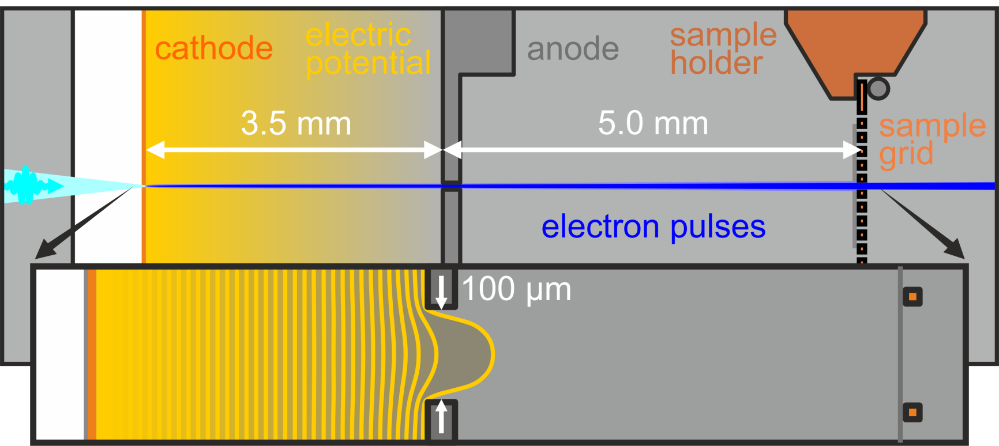 cathode
electric
potential
anode
sample
holder
3.5 mm
5.0 mm
sample
grid
electron pulses
100 µm